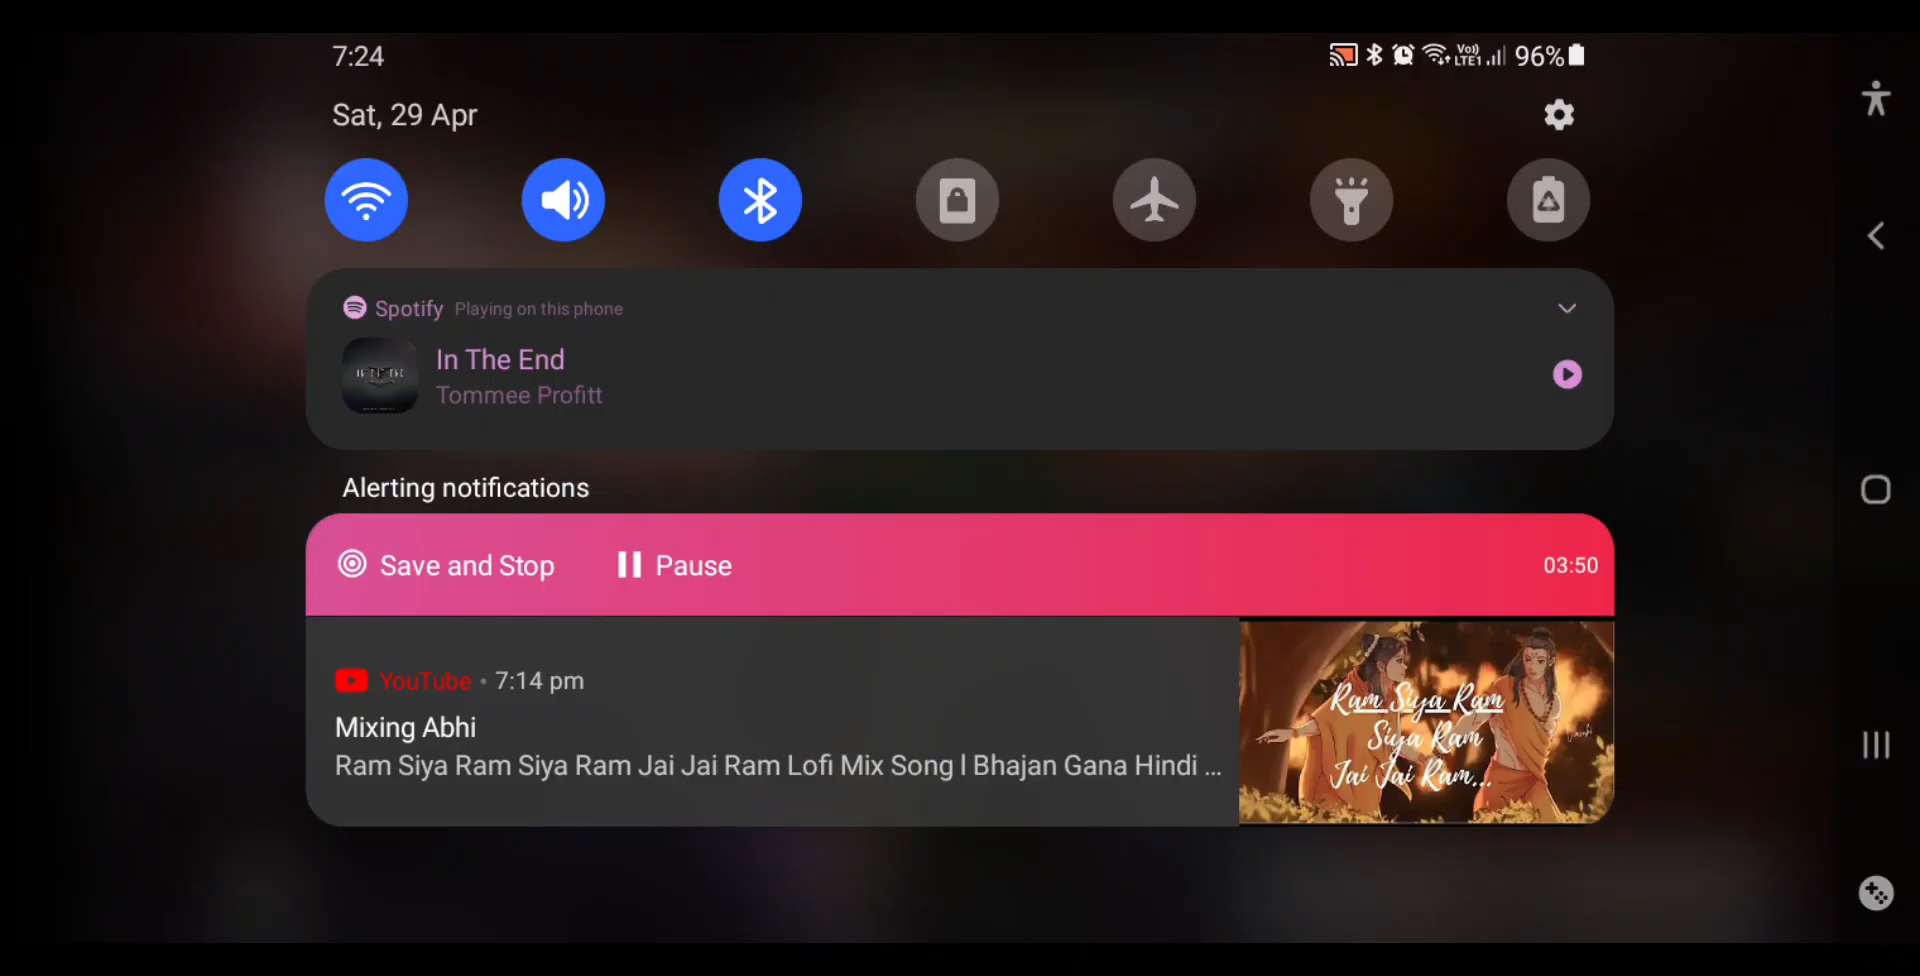 7:24
Vo)) LTE1 96%
Sat, 29 Apr
Spotify Playing on this phone
In The End
Tommee Profitt
Alerting notifications
Save and Stop Pause 03:50
YouTube • 7:14 pm
Mixing Abhi
Ram Siya Ram Siya Ram Jai Jai Ram Lofi Mix Song l Bhajan Gana Hindi ...
Ram Siya Ram
Siya Ram
Jai Jai Ram...